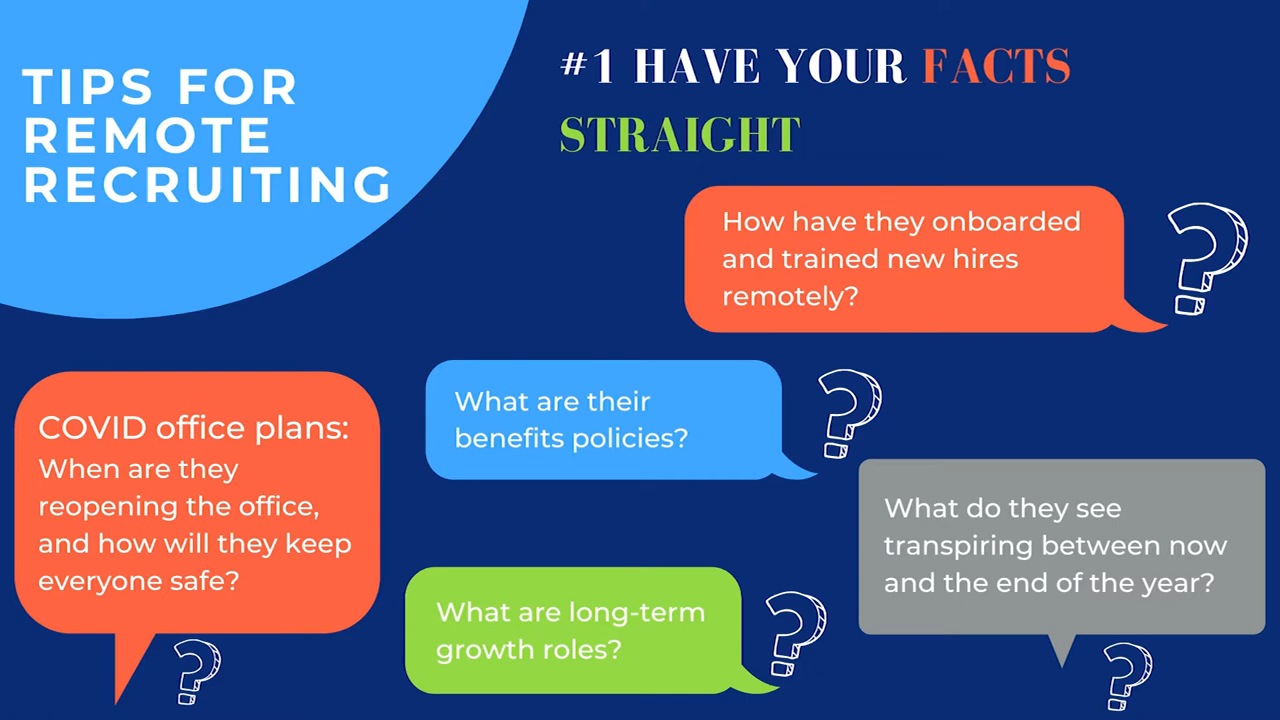 TIPS FOR
REMOTE
RECRUITING
#1 HAVE YOUR FACTS
STRAIGHT
How have they onboarded
and trained new hires
remotely?
What are their
benefits policies?
COVID office plans:
When are they
reopening the office,
and how will they keep
everyone safe?
What do they see
transpiring between now
and the end of the year?
What are long-term
growth roles?